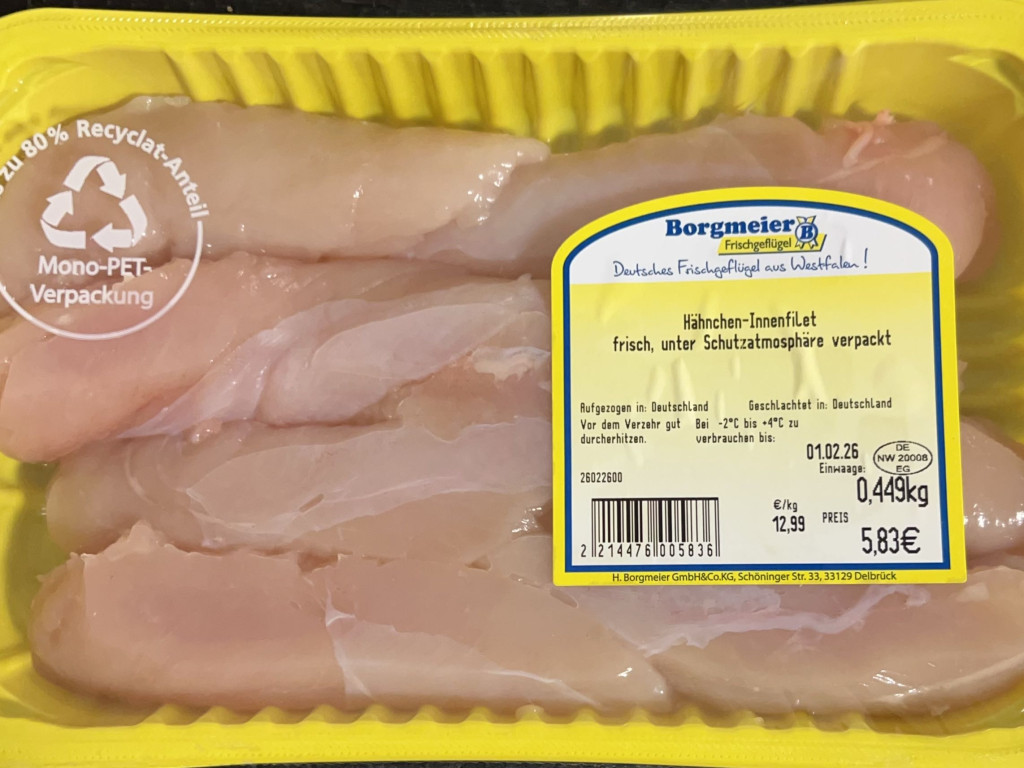 zu 80% Recyclat-Anteil
Mono-PET-
Verpackung
Borgmeier B
Frischgeflügel
Deutsches Frischgeflügel aus Westfalen!
Hähnchen-Innenfilet
frisch, unter Schutzatmosphäre verpackt
Aufgezogen in: Deutschland Geschlachtet in: Deutschland
Vor dem Verzehr gut Bei -2°C bis +4°C zu
durcherhitzen. verbrauchen bis:
01.02.26
DE
NW 20008
EG
Einwaage:
26022600
0,449kg
€/kg
12,99
PREIS
5,83€
2 214476 005836
H. Borgmeier GmbH&Co.KG, Schöninger Str. 33, 33129 Delbrück